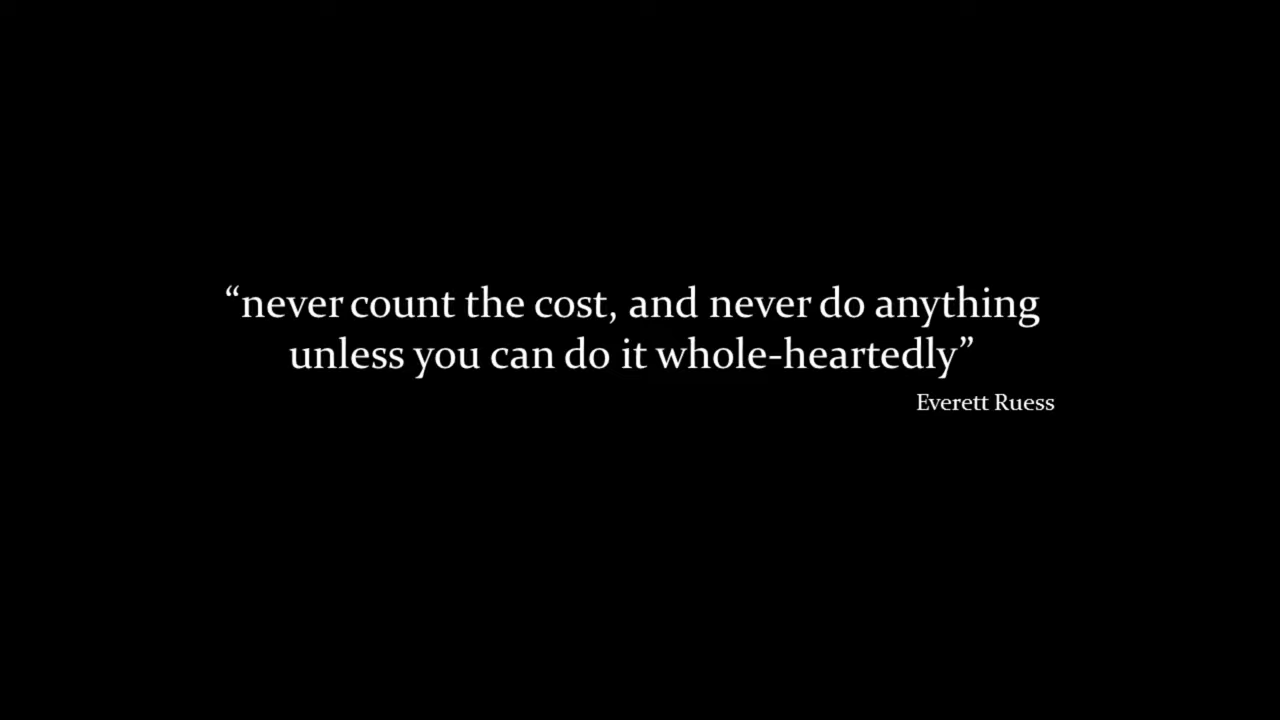 “never count the cost, and never do anything
unless you can do it whole-heartedly”
Everett Ruess